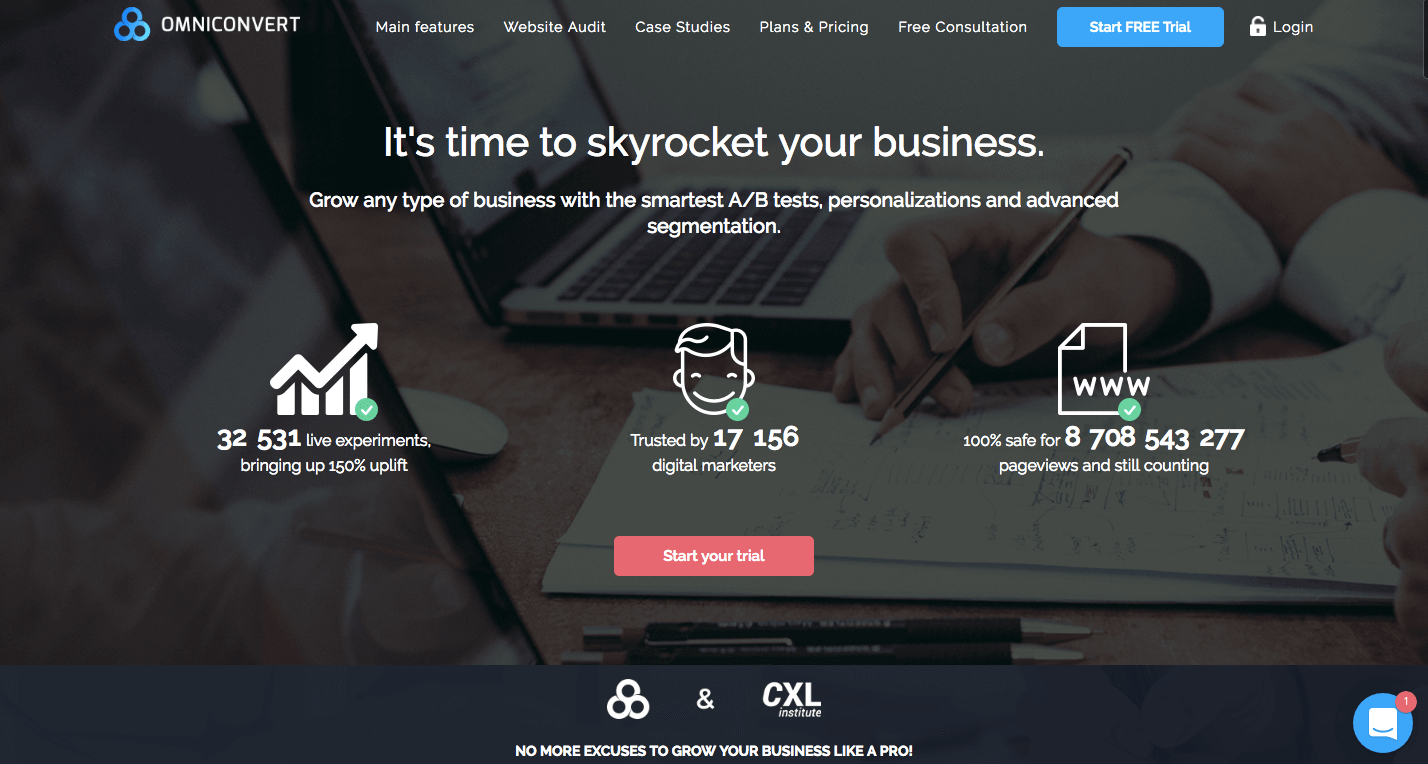 OMNICONVERT
Main features Website Audit Case Studies Plans & Pricing Free Consultation Start FREE Trial Login
It's time to skyrocket your business.
Grow any type of business with the smartest A/B tests, personalizations and advanced
segmentation.
WWW
32 531 live experiments,
bringing up 150% uplift
Trusted by 17 156
digital marketers
100% safe for 8 708 543 277
pageviews and still counting
Start your trial
& CXL
institute
NO MORE EXCUSES TO GROW YOUR BUSINESS LIKE A PRO!
1